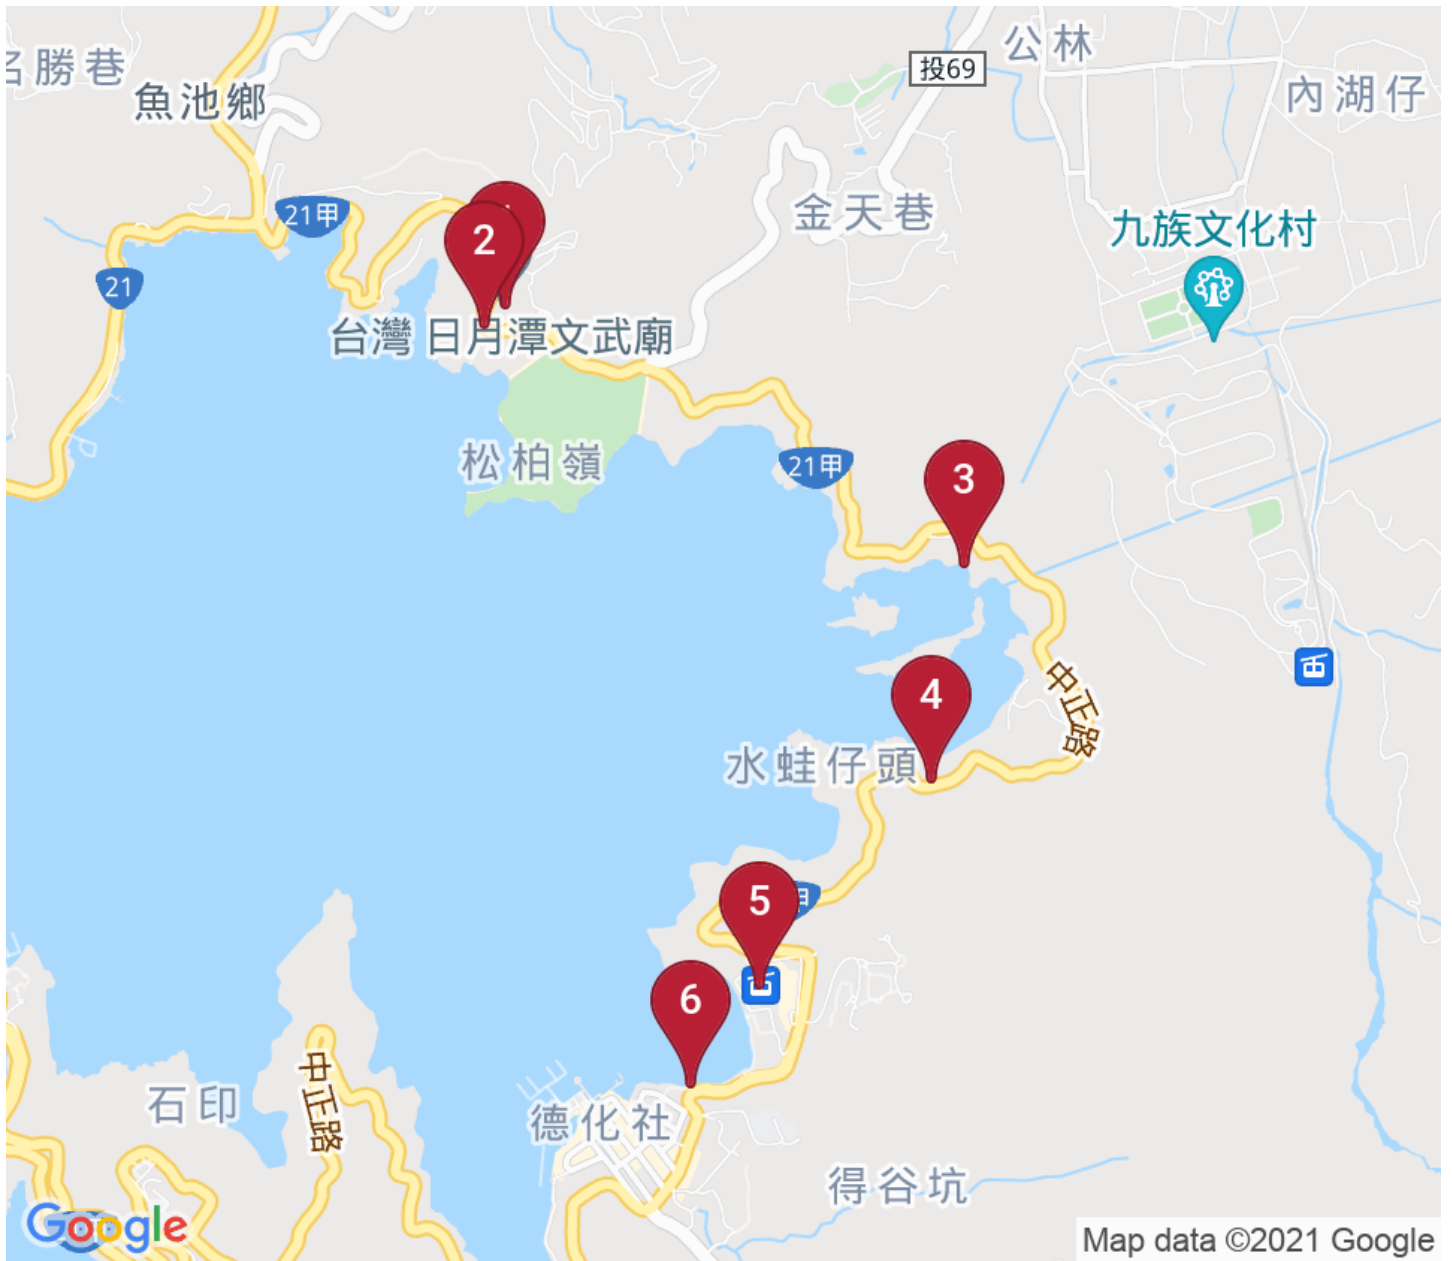 公林
名勝巷
投69
魚池鄉
內湖仔
21甲
金天巷
九族文化村
2
21
台灣 日月潭文武廟
松柏嶺
21甲
3
中正路
4
水蛙仔頭
5
甲
6
中正路
石印
德化社
得谷坑
Google
Map data ©2021 Google